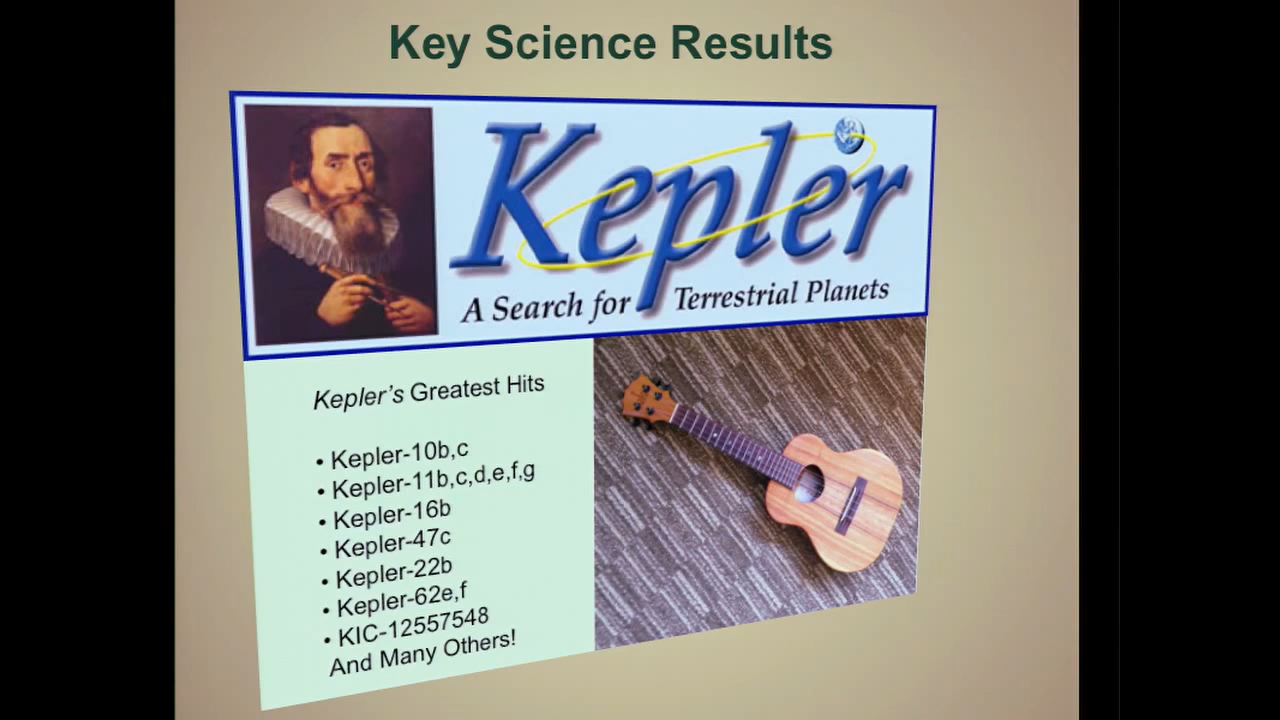 Key Science Results
Kepler
A Search for Terrestrial Planets
Kepler's Greatest Hits
• Kepler-10b,c
• Kepler-11b,c,d,e,f,g
• Kepler-16b
• Kepler-47c
• Kepler-22b
• Kepler-62e,f
• KIC-12557548
And Many Others!